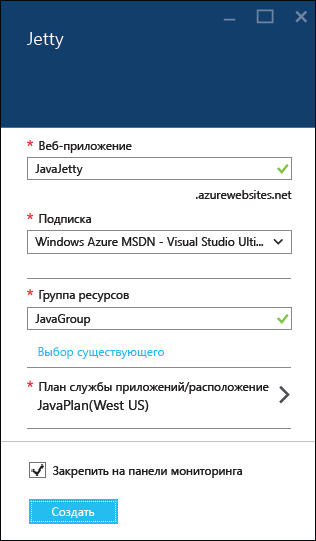 Jetty
* Веб-приложение
JavaJetty
.azurewebsites.net
* Подписка
Windows Azure MSDN - Visual Studio Ulti...
* Группа ресурсов
JavaGroup
Выбор существующего
* План службы приложений/расположение
JavaPlan(West US)
Закрепить на панели мониторинга
Создать